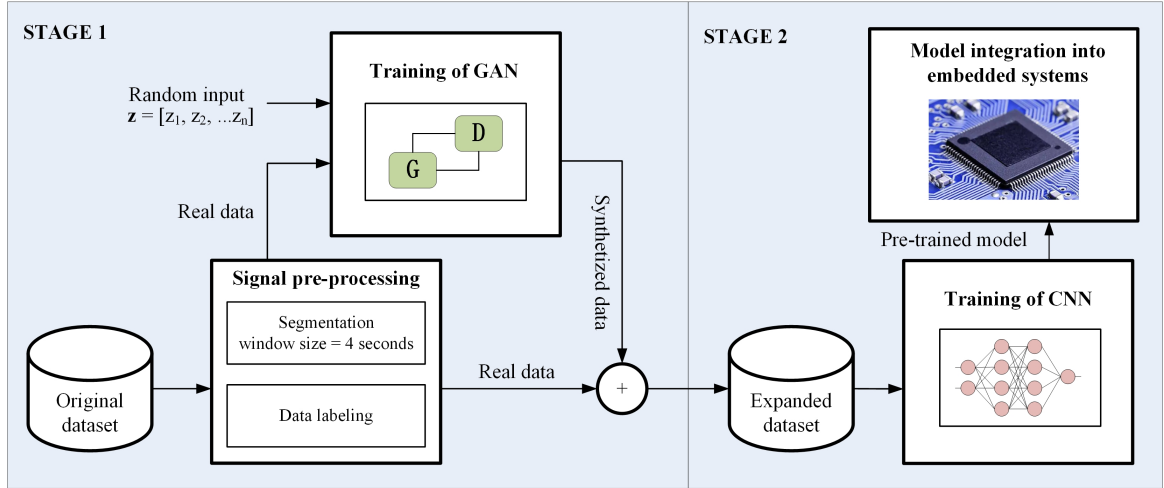 STAGE 1
Training of GAN
Random input
z = [z1, z2, ...zn]
D
G
Real data
Synthetized data
Signal pre-processing
Segmentation
window size = 4 seconds
Data labeling
Original
dataset
Real data
+
STAGE 2
Model integration into
embedded systems
Pre-trained model
Training of CNN
Expanded
dataset